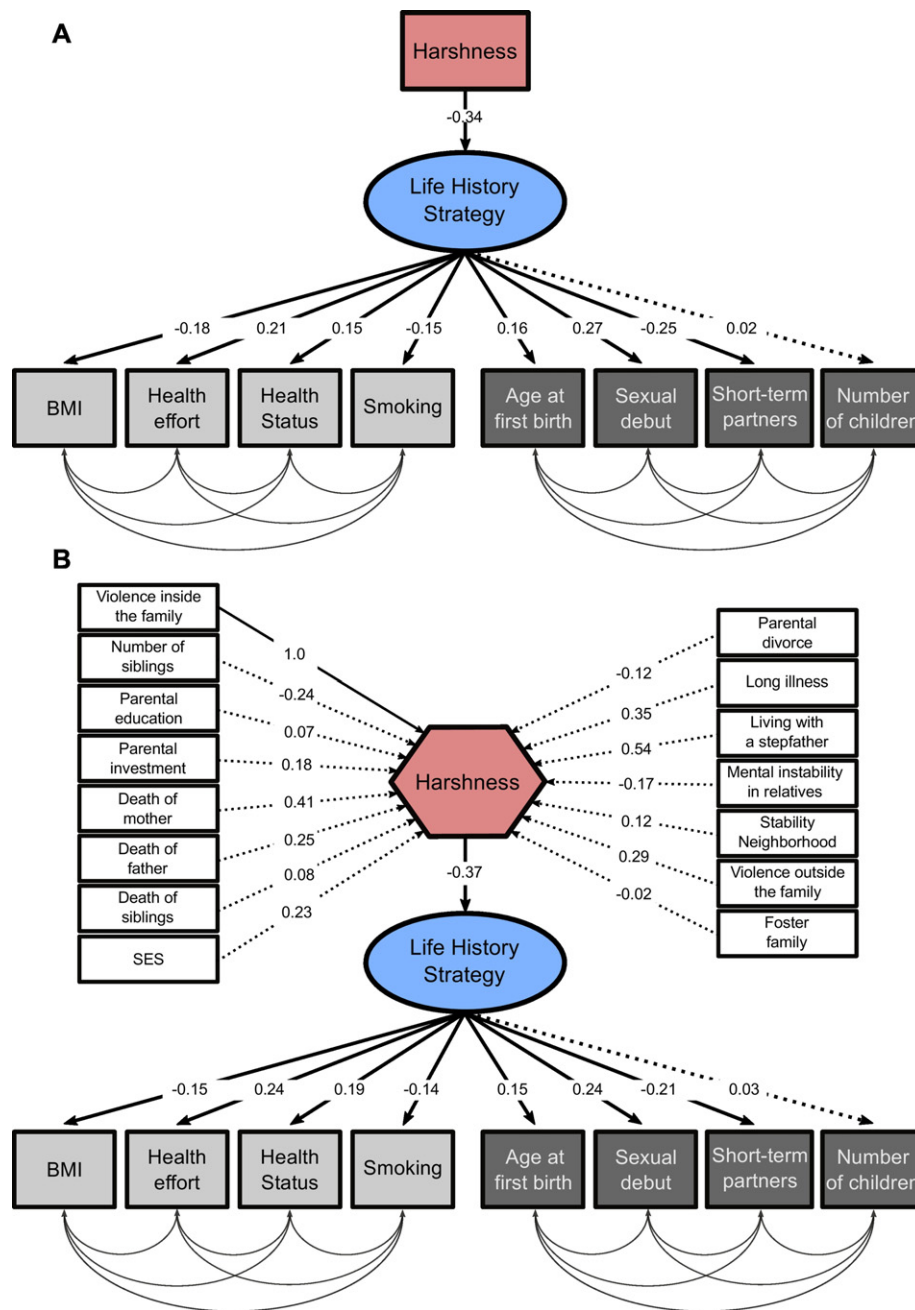 A
Harshness
-0.34
Life History
Strategy
-0.18 0.21 0.15 -0.15 0.16 0.27 -0.25 0.02
BMI
Health
effort
Health
Status
Smoking
Age at
first birth
Sexual
debut
Short-term
partners
Number
of children
B
Violence inside
the family
Number of
siblings
Parental
education
Parental
investment
Death of
mother
Death of
father
Death of
siblings
SES
1.0
-0.24
0.07
0.18
0.41
0.25
0.08
0.23
Harshness
-0.12
0.35
0.54
-0.17
0.12
0.29
-0.02
Parental
divorce
Long illness
Living with
a stepfather
Mental instability
in relatives
Stability
Neighborhood
Violence outside
the family
Foster
family
-0.37
Life History
Strategy
-0.15 0.24 0.19 -0.14 0.15 0.24 -0.21 0.03
BMI
Health
effort
Health
Status
Smoking
Age at
first birth
Sexual
debut
Short-term
partners
Number
of children